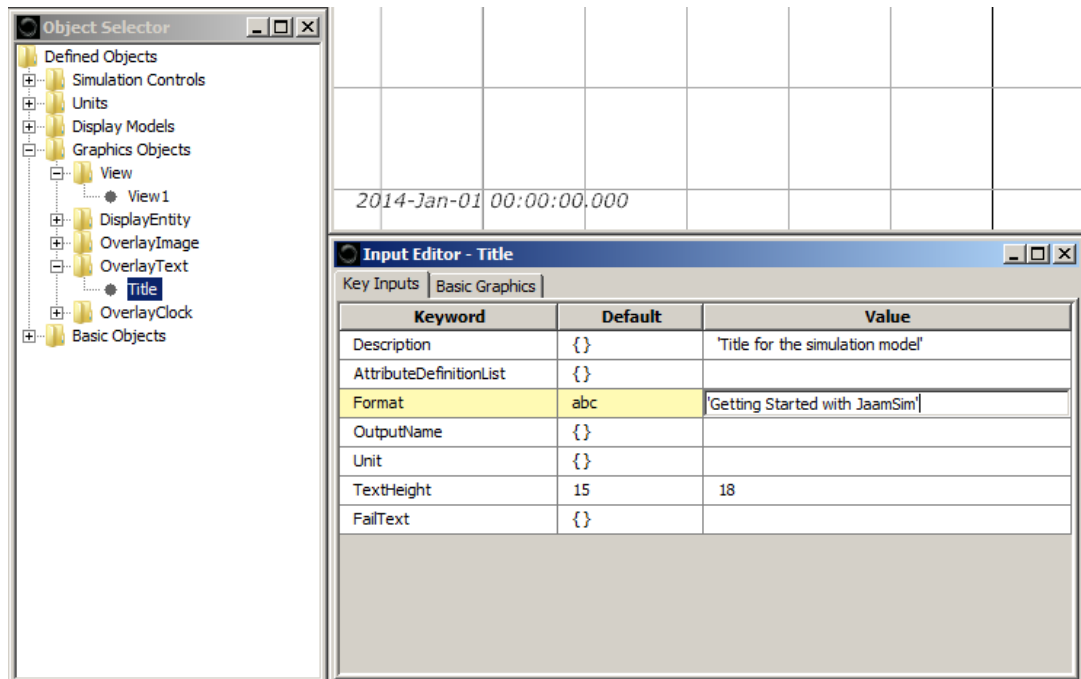 Object Selector
Defined Objects
Simulation Controls
Units
Display Models
Graphics Objects
View
View1
DisplayEntity
OverlayImage
OverlayText
Title
OverlayClock
Basic Objects
2014-Jan-01 00:00:00.000
Input Editor - Title
Key Inputs Basic Graphics
Keyword Default Value
Description {} 'Title for the simulation model'
AttributeDefinitionList {}
Format abc 'Getting Started with JaamSim'
OutputName {}
Unit {}
TextHeight 15 18
FailText {}